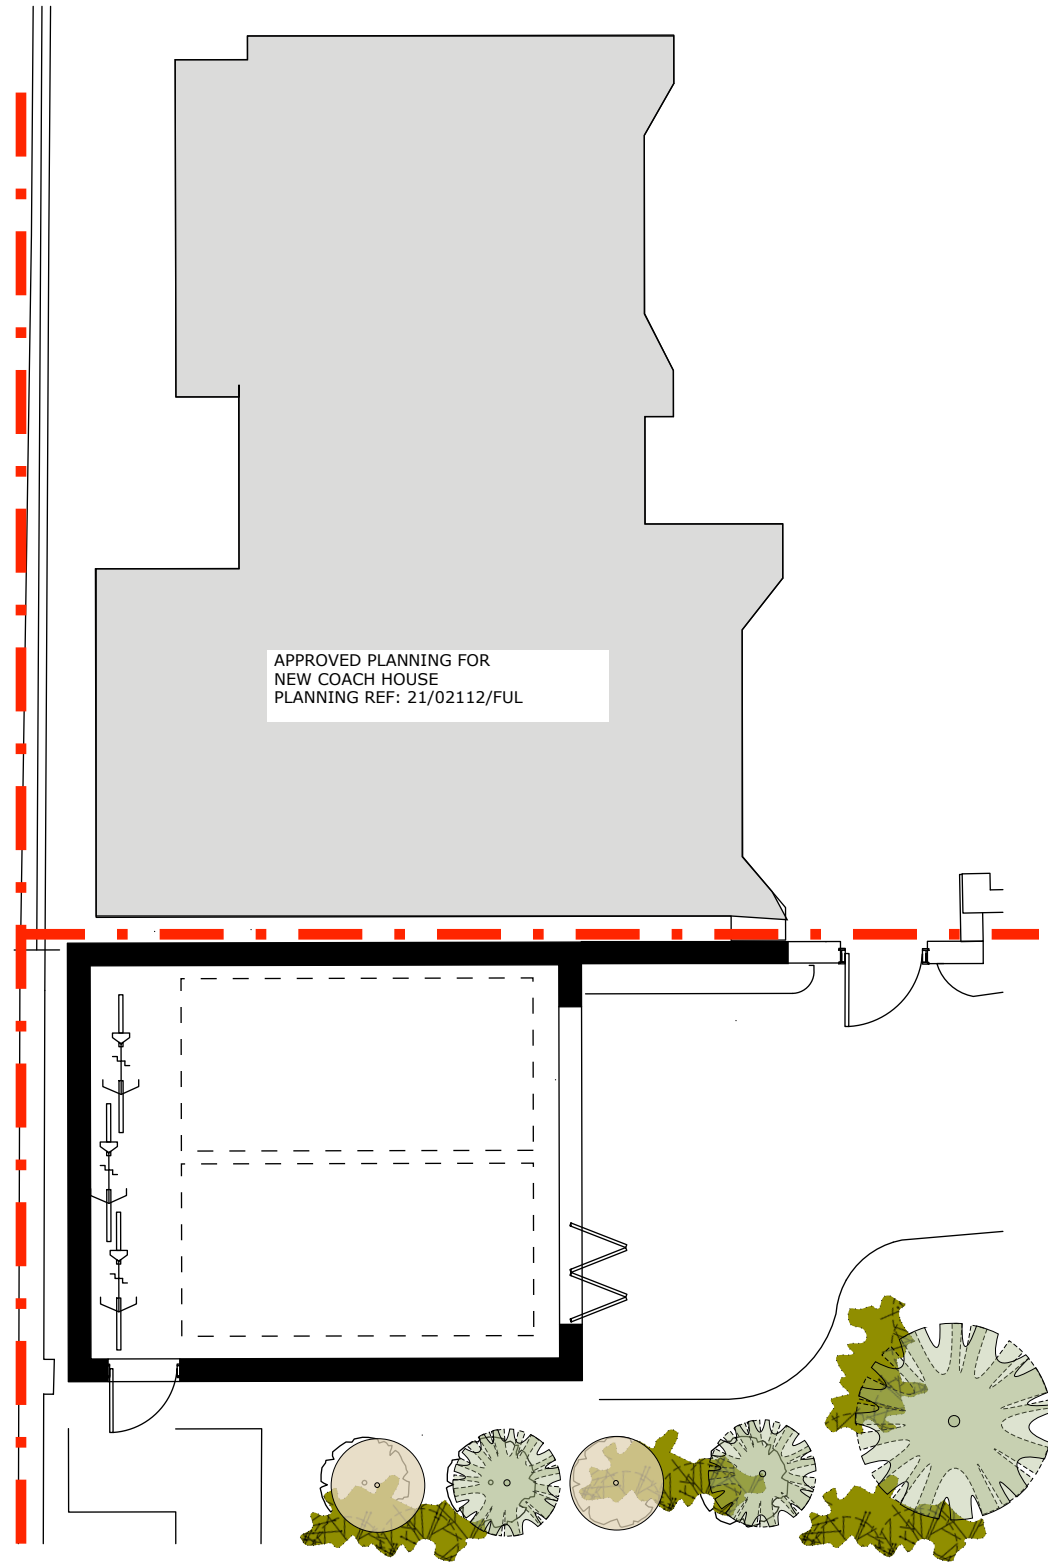 APPROVED PLANNING FOR
NEW COACH HOUSE
PLANNING REF: 21/02112/FUL